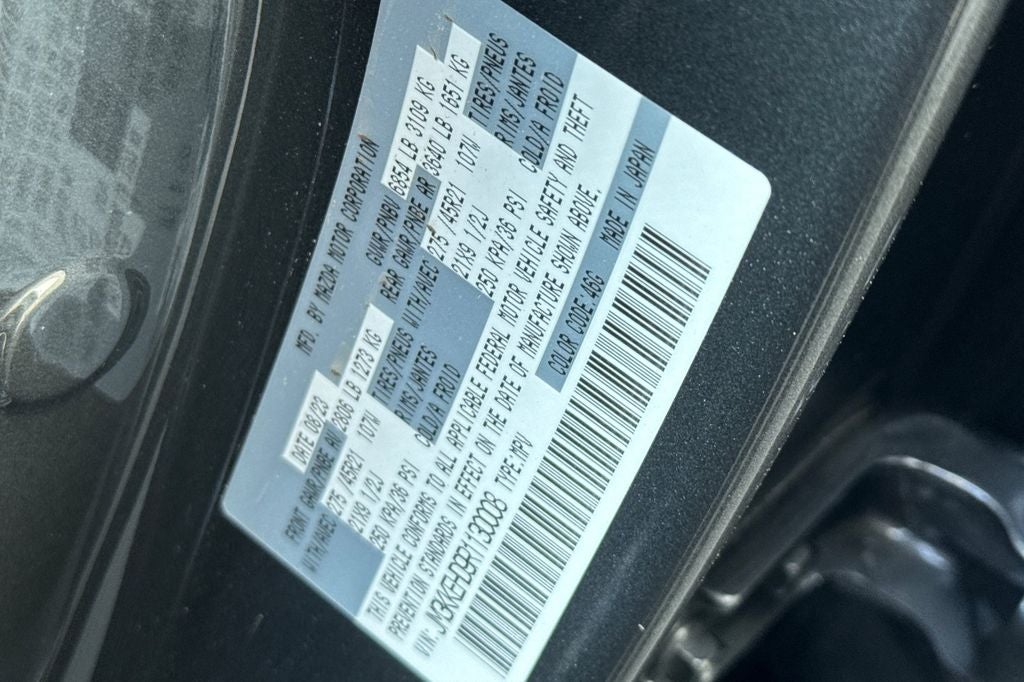 MFD. BY MAZDA MOTOR CORPORATION
DATE 08/23 GVWR/PNBV 6854 LB 3109 KG
FRONT GAWR/PNBE AV 2806 LB 1273 KG REAR GAWR/PNBE AR 3640 LB 1651 KG
WITH/AVEC TIRES/PNEUS WITH/AVEC TIRES/PNEUS
275 /45R21 107W RIMS/JANTES 275 /45R21 107W RIMS/JANTES
21X9 1/2J COLD/A FROID 21X9 1/2J COLD/A FROID
250 KPA/36 PSI 250 KPA/36 PSI
THIS VEHICLE CONFORMS TO ALL APPLICABLE FEDERAL MOTOR VEHICLE SAFETY AND THEFT
PREVENTION STANDARDS IN EFFECT ON THE DATE OF MANUFACTURE SHOWN ABOVE.
VIN: TYPE:MPV COLOR CODE:46G MADE IN JAPAN